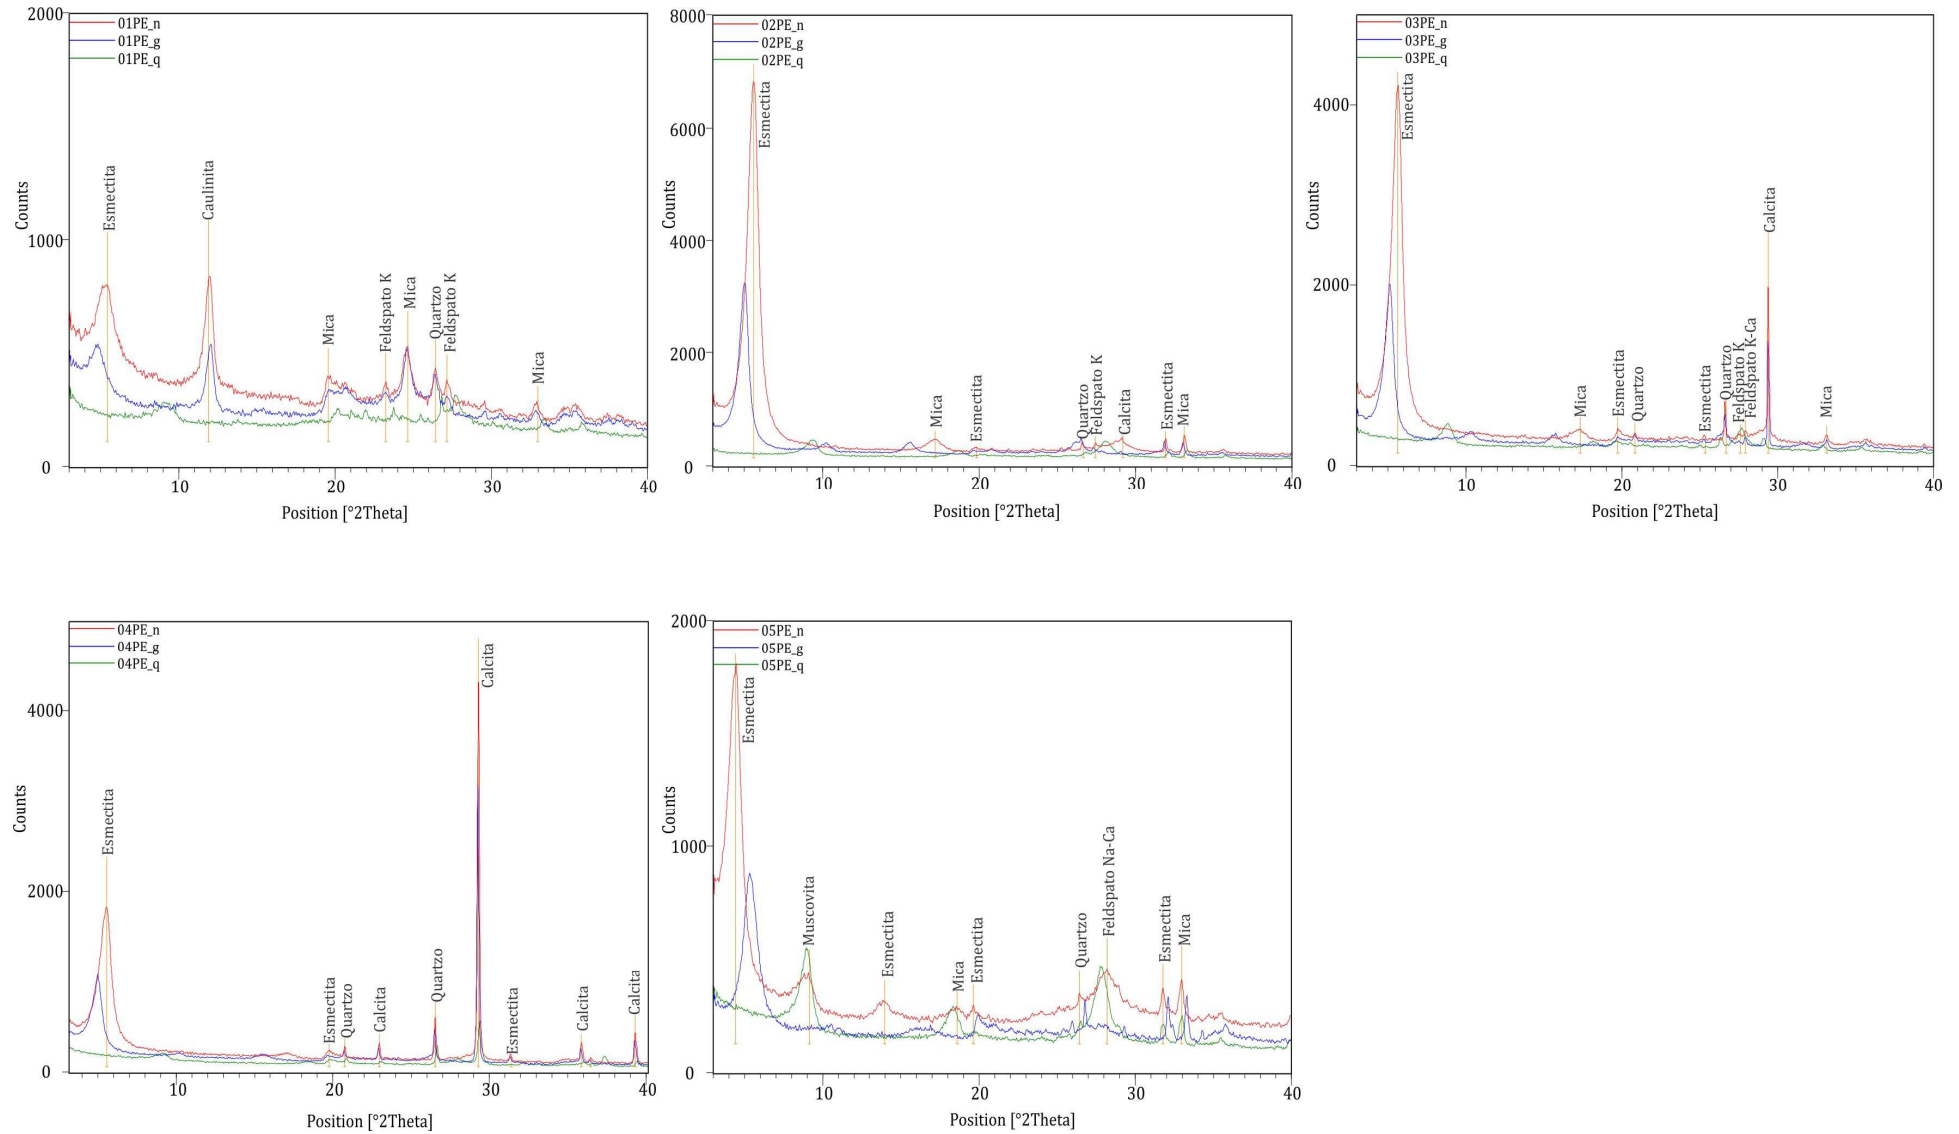 01PE_n
01PE_g
01PE_q
2000
1000
0
Counts
Esmectita
Caulinita
Mica
Feldspato K
Mica
Quartzo
Feldspato K
Mica
10
20
30
40
Position [°2Theta]
02PE_n
02PE_g
02PE_q
8000
6000
4000
2000
0
Counts
Esmectita
Mica
Esmectita
Quartzo
Feldspato K
Calcita
Esmectita
Mica
10
20
30
40
Position [°2Theta]
03PE_n
03PE_g
03PE_q
4000
2000
0
Counts
Esmectita
Mica
Esmectita
Quartzo
Esmectita
Quartzo
Feldspato K
Feldspato K-Ca
Calcita
Mica
10
20
30
40
Position [°2Theta]
04PE_n
04PE_g
04PE_q
4000
2000
0
Counts
Esmectita
Esmectita
Quartzo
Calcita
Quartzo
Calcita
Esmectita
Calcita
Calcita
10
20
30
40
Position [°2Theta]
05PE_n
05PE_g
05PE_q
2000
1000
0
Counts
Esmectita
Muscovita
Esmectita
Mica
Esmectita
Quartzo
Feldspato Na-Ca
Esmectita
Mica
10
20
30
40
Position [°2Theta]